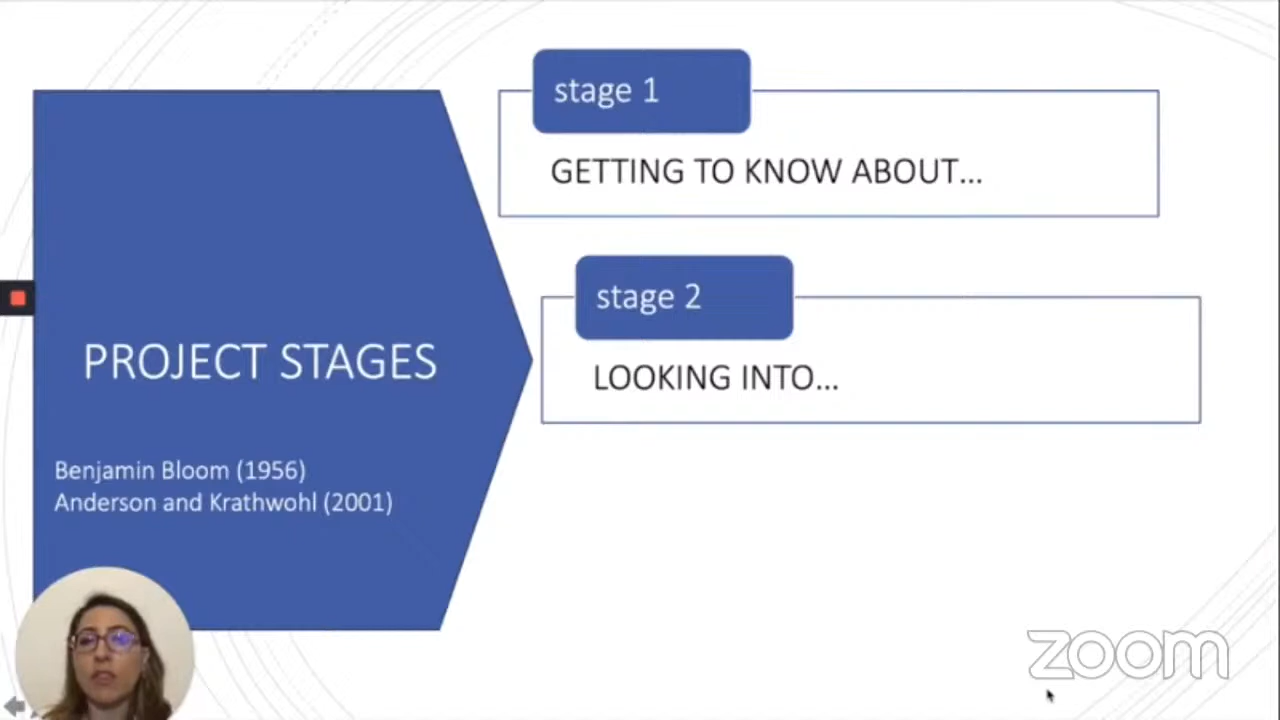 stage 1
GETTING TO KNOW ABOUT...
stage 2
LOOKING INTO...
PROJECT STAGES
Benjamin Bloom (1956)
Anderson and Krathwohl (2001)
zoom